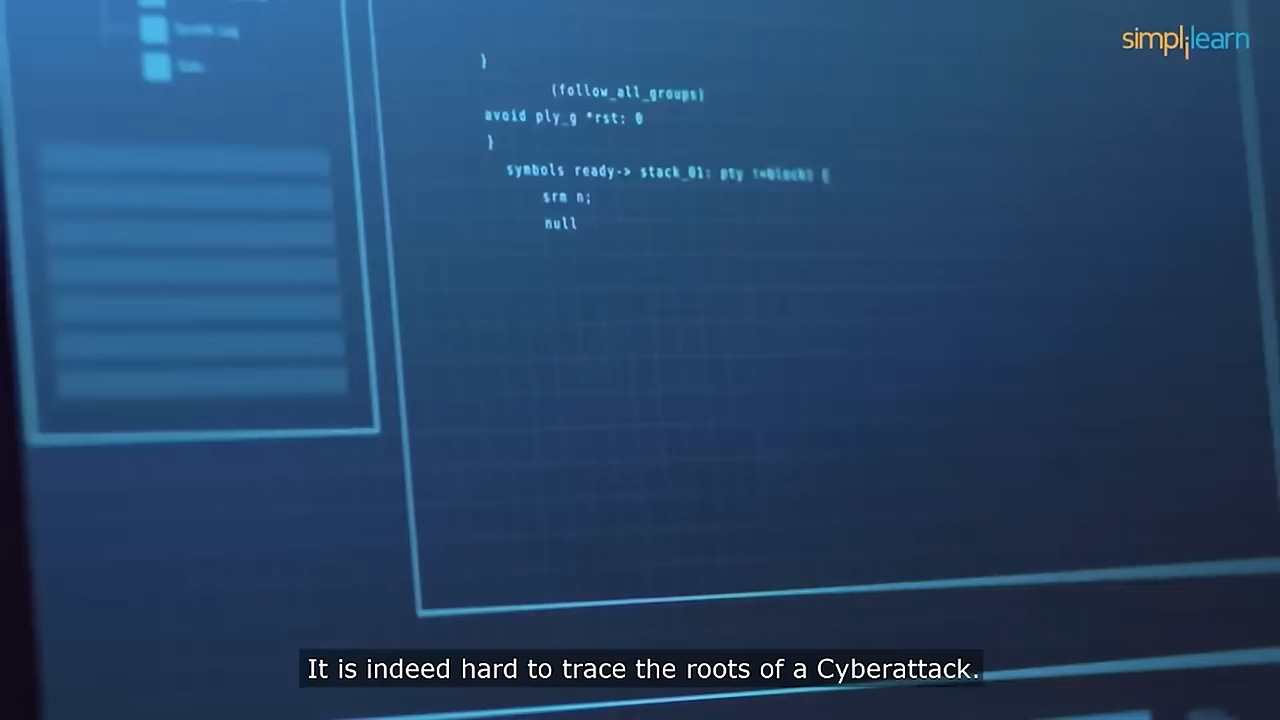 simplilearn
}
(follow_all_groups)
avoid ply_g *rst: 0
}
symbols ready-> stack_01: pty !=block) {
srm n;
null
It is indeed hard to trace the roots of a Cyberattack.